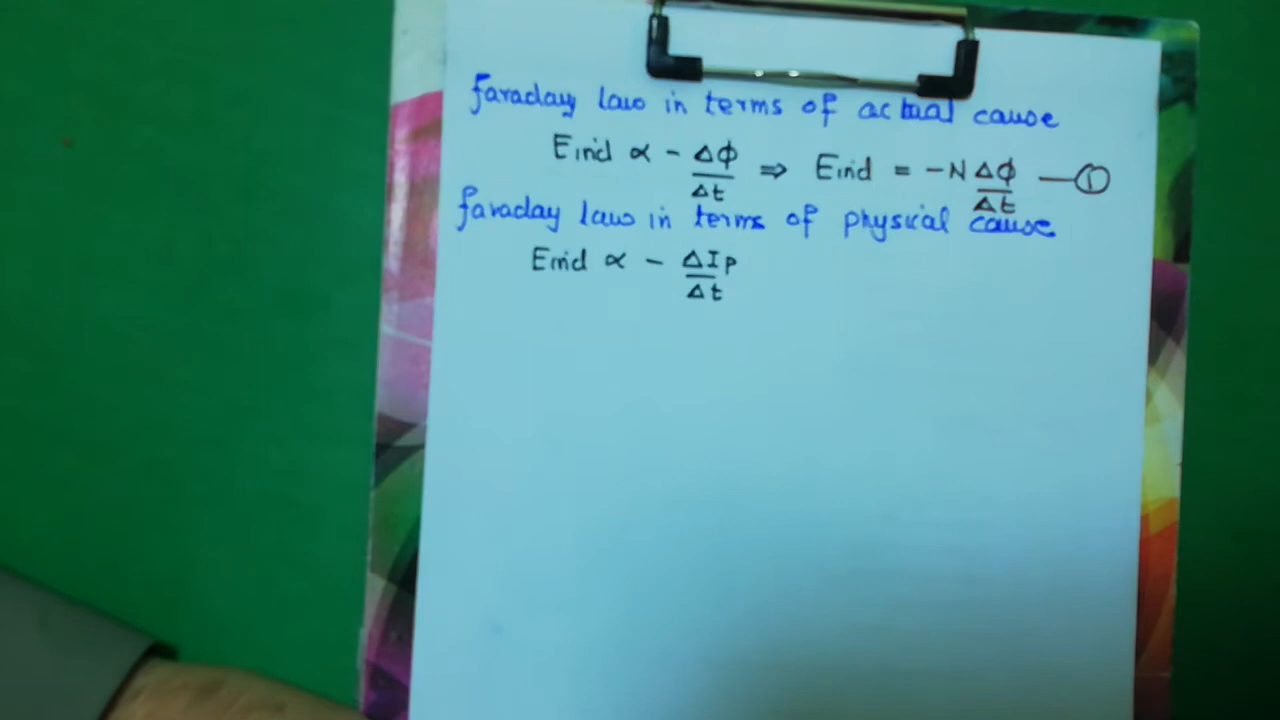 faraday law in terms of actual cause
Eind ∝ - Δϕ/Δt ⇒ Eind = -N Δϕ/Δt —①
faraday law in terms of physical cause
Eind ∝ - ΔIp/Δt